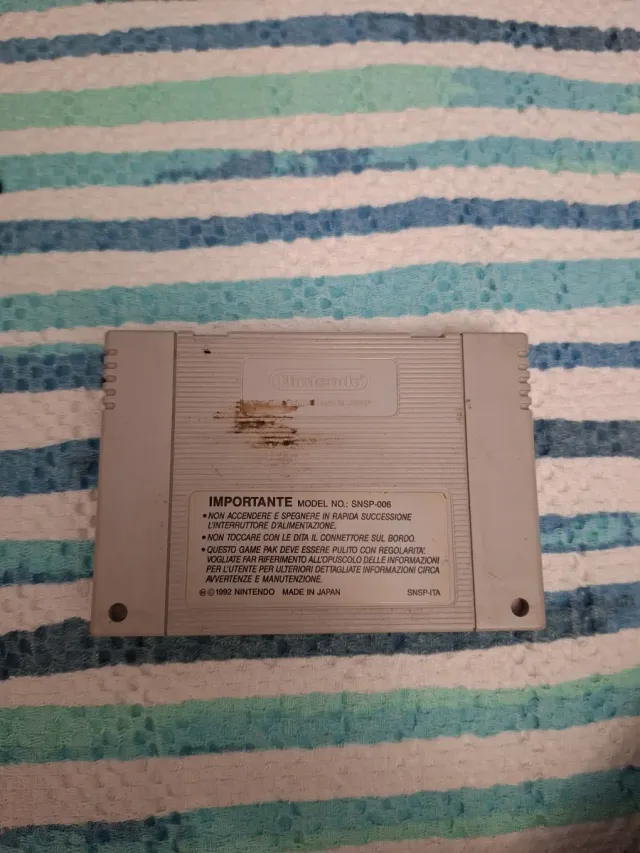 Nintendo
IMPORTANTE MODEL NO.: SNSP-006
• NON ACCENDERE E SPEGNERE IN RAPIDA SUCCESSIONE
L'INTERRUTTORE D'ALIMENTAZIONE.
• NON TOCCARE CON LE DITA IL CONNETTORE SUL BORDO.
• QUESTO GAME PAK DEVE ESSERE PULITO CON REGOLARITA'.
VOGLIATE FAR RIFERIMENTO ALL'OPUSCOLO DELLE INFORMAZIONI
PER L'UTENTE PER ULTERIORI DETTAGLIATE INFORMAZIONI CIRCA
AVVERTENZE E MANUTENZIONE.
© 1992 NINTENDO MADE IN JAPAN SNSP-ITA